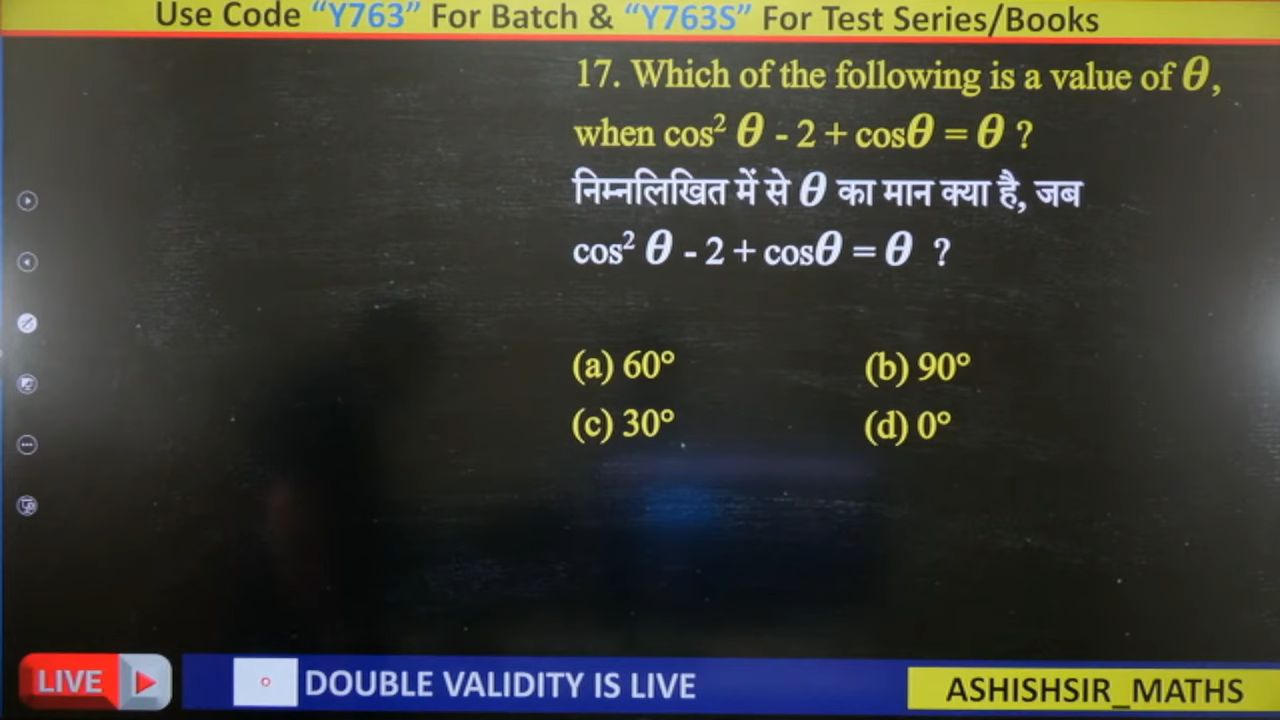 Use Code “Y763” For Batch & “Y763S” For Test Series/Books
17. Which of the following is a value of θ,
when cos² θ - 2 + cosθ = θ ?
निम्नलिखित में से θ का मान क्या है, जब
cos² θ - 2 + cosθ = θ ?
(a) 60° (b) 90°
(c) 30° (d) 0°
LIVE DOUBLE VALIDITY IS LIVE ASHISHSIR_MATHS